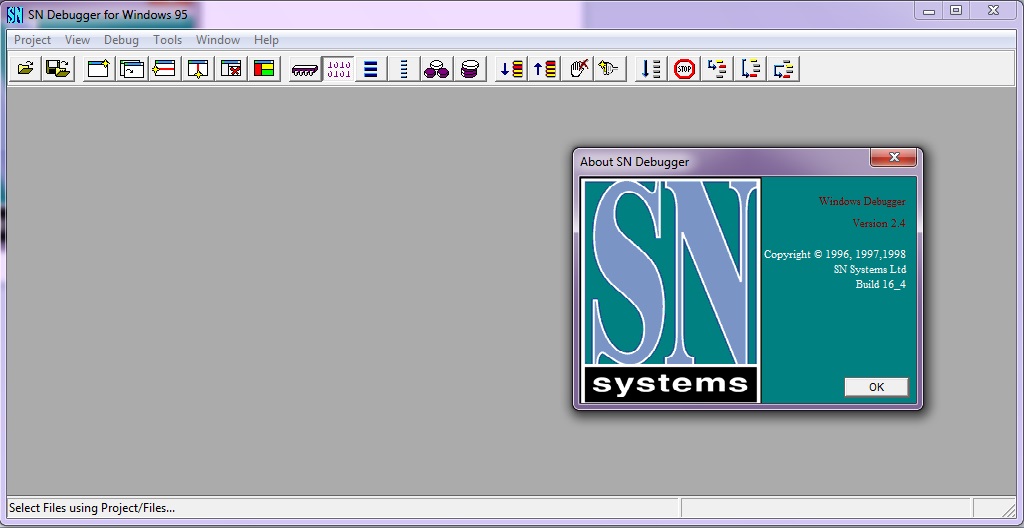 SN SN Debugger for Windows 95
Project View Debug Tools Window Help
1010
0101
STOP
About SN Debugger
SN
systems
Windows Debugger
Version 2.4
Copyright © 1996, 1997,1998
SN Systems Ltd
Build 16_4
OK
Select Files using Project/Files...